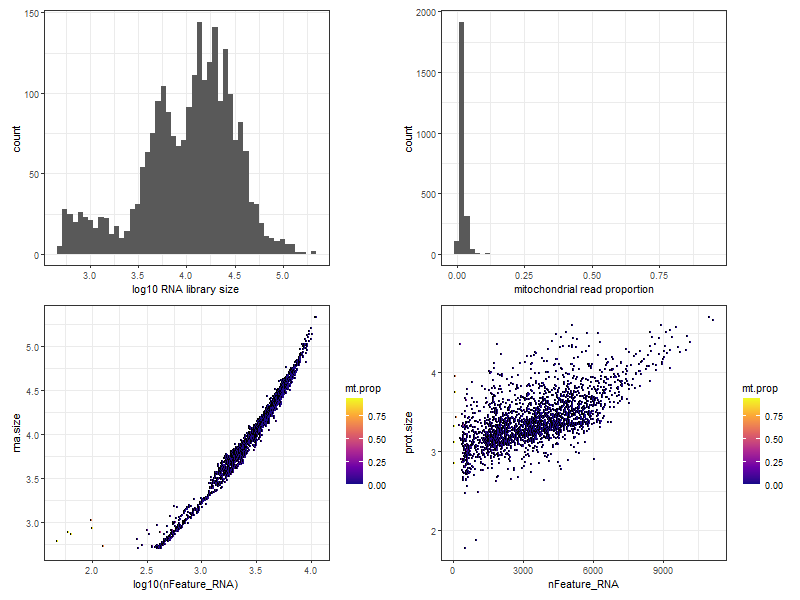 150
100
50
0
count
3.0 3.5 4.0 4.5 5.0
log10 RNA library size
2000
1500
1000
500
0
count
0.00 0.25 0.50 0.75
mitochondrial read proportion
5.0
4.5
4.0
3.5
3.0
rna.size
2.0 2.5 3.0 3.5 4.0
log10(nFeature_RNA)
mt.prop
0.75
0.50
0.25
0.00
4
3
2
prot.size
0 3000 6000 9000
nFeature_RNA
mt.prop
0.75
0.50
0.25
0.00